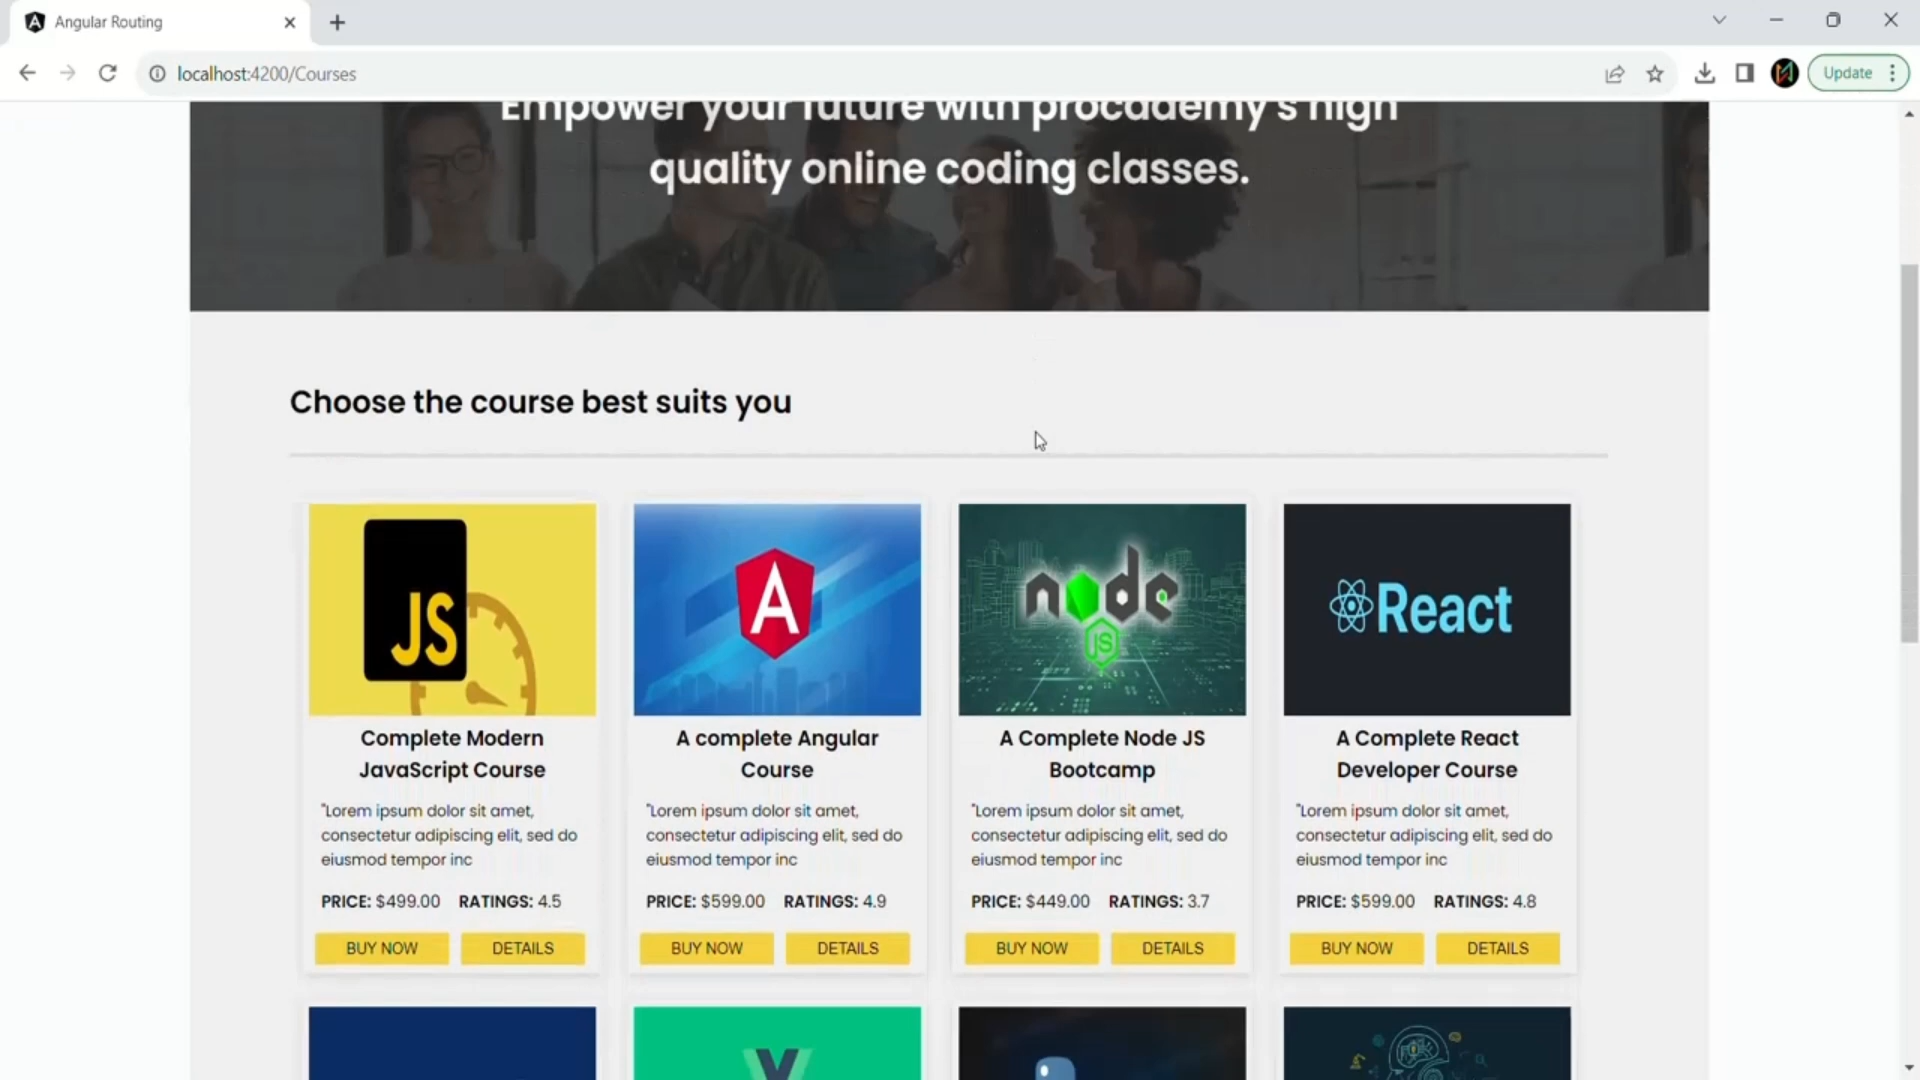 Angular Routing
localhost:4200/Courses
Update
Empower your future with procademy's high
quality online coding classes.
Choose the course best suits you
JS
A
node
JS
React
Complete Modern
JavaScript Course
"Lorem ipsum dolor sit amet,
consectetur adipiscing elit, sed do
eiusmod tempor inc
PRICE: $499.00 RATINGS: 4.5
BUY NOW
DETAILS
A complete Angular
Course
"Lorem ipsum dolor sit amet,
consectetur adipiscing elit, sed do
eiusmod tempor inc
PRICE: $599.00 RATINGS: 4.9
BUY NOW
DETAILS
A Complete Node JS
Bootcamp
"Lorem ipsum dolor sit amet,
consectetur adipiscing elit, sed do
eiusmod tempor inc
PRICE: $449.00 RATINGS: 3.7
BUY NOW
DETAILS
A Complete React
Developer Course
"Lorem ipsum dolor sit amet,
consectetur adipiscing elit, sed do
eiusmod tempor inc
PRICE: $599.00 RATINGS: 4.8
BUY NOW
DETAILS